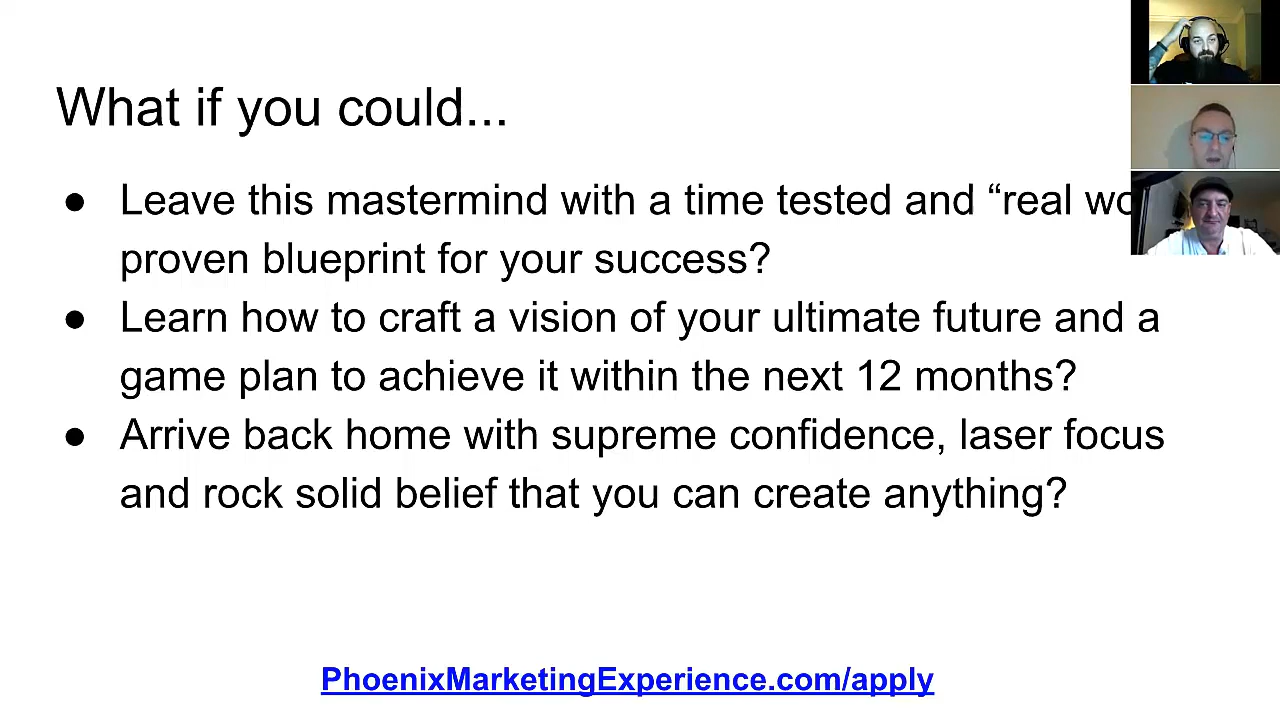 What if you could...
● Leave this mastermind with a time tested and “real
proven blueprint for your success?
● Learn how to craft a vision of your ultimate future and a
game plan to achieve it within the next 12 months?
● Arrive back home with supreme confidence, laser focus
and rock solid belief that you can create anything?
PhoenixMarketingExperience.com/apply